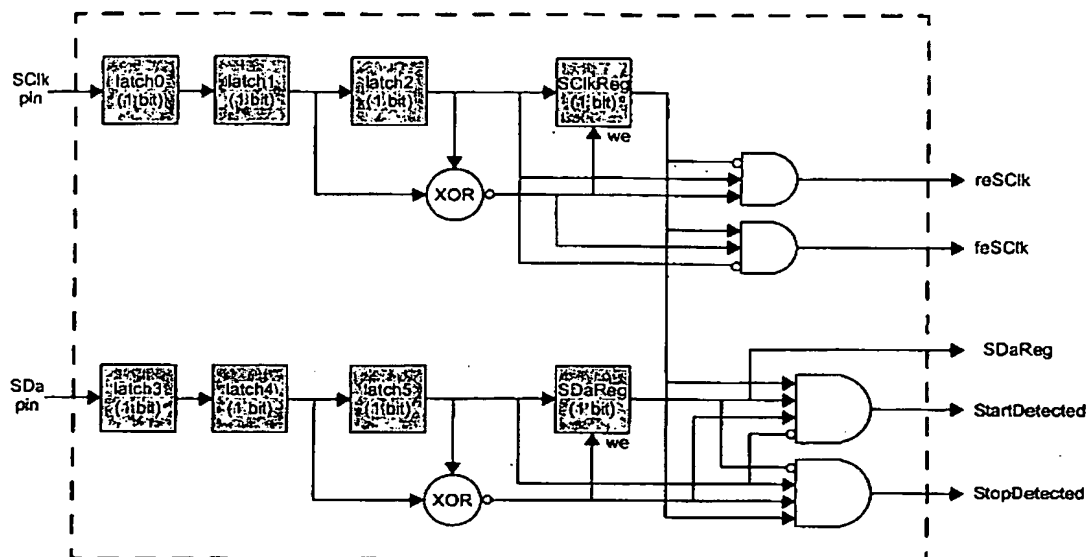 SClk
pin
latch0
(1 bit)
latch1
(1 bit)
latch2
(1 bit)
SClkReg
(1 bit)
we
XOR
reSClk
feSClk
SDa
pin
latch3
(1 bit)
latch4
(1 bit)
latch5
(1 bit)
SDaReg
(1 bit)
we
XOR
SDaReg
StartDetected
StopDetected